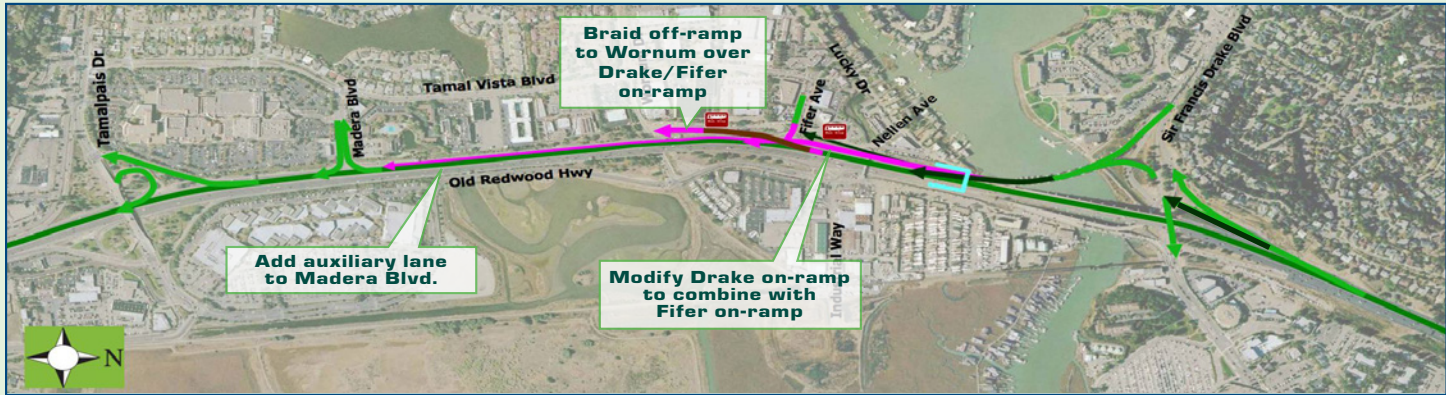 Braid off-ramp
to Wornum over
Drake/Fifer
on-ramp
Tamalpais Dr
Madera Blvd
Tamal Vista Blvd
Fifer Ave
Lucky Dr
Nellen Ave
Sir Francis Drake Blvd
Old Redwood Hwy
Add auxiliary lane
to Madera Blvd.
Modify Drake on-ramp
to combine with
Fifer on-ramp
N